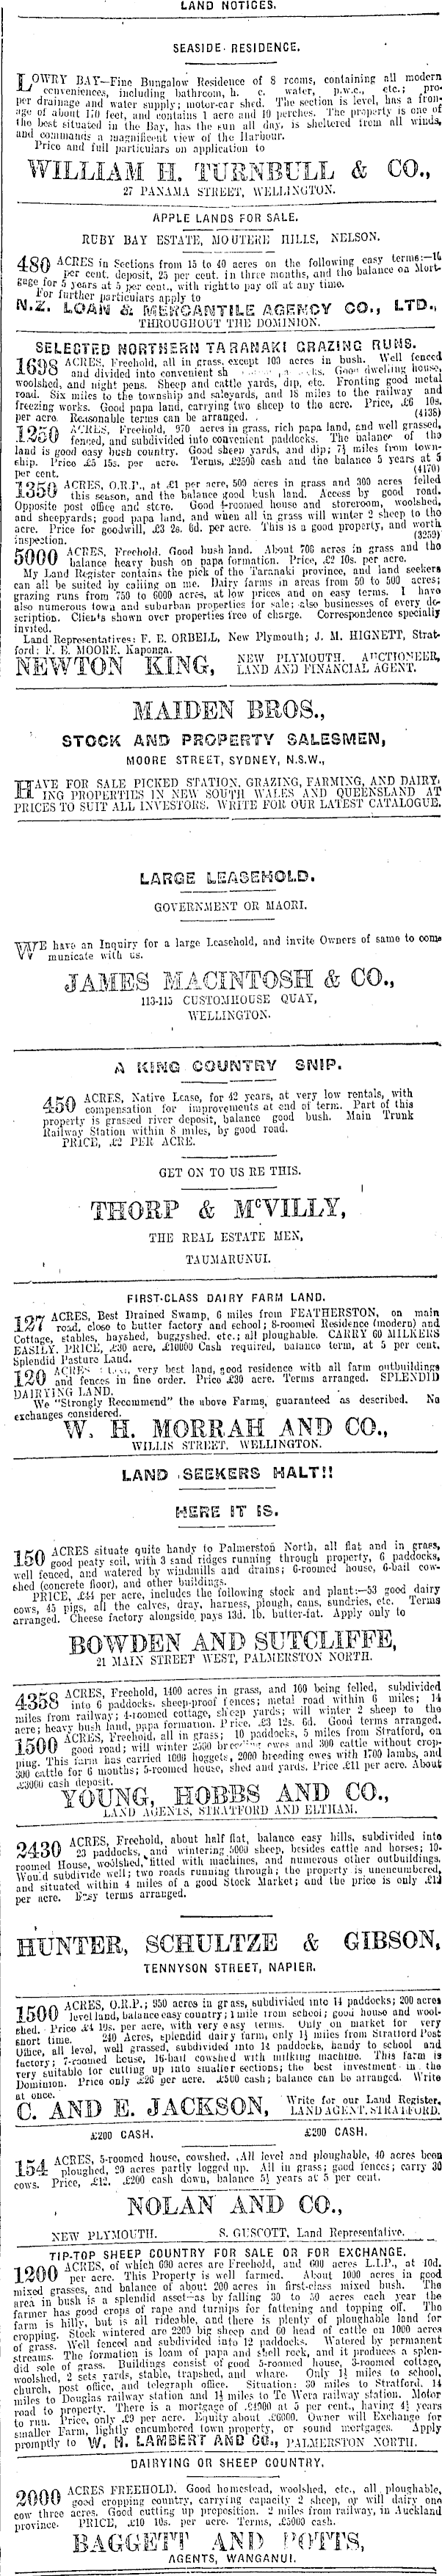 LAND NOTICES.
SEASIDE RESIDENCE.
LOWRY BAY—Fine Bungalow Residence of 8 rooms, containing all modern
conveniences, including bathroom, h. c. water, p.w.c., etc.; pro-
per drainage and water supply; motor-car shed. The section is level, has a fron-
age of about 150 feet, and contains 1 acre and 10 perches. The property is one of
the best situated in the Bay, has the sun all day, is sheltered from all winds,
and commands a magnificent view of the Harbour.
Price and full particulars on application to
WILLIAM H. TURNBULL & CO.,
27 PANAMA STREET, WELLINGTON.
APPLE LANDS FOR SALE.
RUBY BAY ESTATE, MOUTERE HILLS, NELSON.
480 ACRES in Sections from 15 to 40 acres on the following easy terms:—15
per cent. deposit, 25 per cent. in three months, and the balance on Mort-
gage for 5 years at 5 per cent., with right to pay off at any time.
For further particulars apply to
N.Z. LOAN & MERCANTILE AGENCY CO., LTD.,
THROUGHOUT THE DOMINION.
SELECTED NORTHERN TARANAKI GRAZING RUNS.
1698 ACRES, Freehold, all in grass, except 100 acres in bush. Well fenced
and divided into convenient Good dwelling house,
woolshed, and night pens. Sheep and cattle yards, dip, etc. Fronting good metal
road. Six miles to the township and saleyards, and 18 miles to the railway and
freezing works. Good papa land, carrying two sheep to the acre. Price, £6 10s.
per acre. Reasonable terms can be arranged. (4438)
1250 ACRES, Freehold, 970 acres in grass, rich papa land, and well grassed,
fenced, and subdivided into convenient paddocks. The balance of the
land is good easy bush country. Good sheep yards, and dip; 7½ miles from town-
ship. Price £5 15s. per acre. Terms, £2500 cash and the balance 5 years at 5
per cent. (4170)
1350 ACRES, O.R.P., at £1 per acre, 500 acres in grass and 300 acres felled
this season, and the balance good bush land. Access by good road.
Opposite post office and store. Good 4-roomed house and storeroom, woolshed,
and sheepyards; good papa land, and when all in grass will winter 2 sheep to the
acre. Price for goodwill, £3 2s. 6d. per acre. This is a good property, and worth
inspection. (3259)
5000 ACRES, Freehold. Good bush land. About 700 acres in grass and the
balance heavy bush on papa formation. Price, £2 10s. per acre.
My Land Register contains the pick of the Taranaki province, and land seekers
can all be suited by calling on me. Dairy farms in areas from 50 to 500 acres;
grazing runs from 750 to 6000 acres, at low prices and on easy terms. I have
also numerous town and suburban properties for sale; also businesses of every de-
scription. Clients shown over properties free of charge. Correspondence specially
invited.
Land Representatives: F. E. ORBELL, New Plymouth; J. M. HIGNETT, Strat-
ford; F. E. MOORE, Kaponga.
NEWTON KING, NEW PLYMOUTH, AUCTIONEER,
LAND AND FINANCIAL AGENT.
MAIDEN BROS.,
STOCK AND PROPERTY SALESMEN,
MOORE STREET, SYDNEY, N.S.W.,
HAVE FOR SALE PICKED STATION, GRAZING, FARMING, AND DAIRY-
ING PROPERTIES IN NEW SOUTH WALES AND QUEENSLAND AT
PRICES TO SUIT ALL INVESTORS. WRITE FOR OUR LATEST CATALOGUE.
LARGE LEASEHOLD.
GOVERNMENT OR MAORI.
WE have an Inquiry for a large Leasehold, and invite Owners of same to com-
municate with us.
JAMES MACINTOSH & CO.,
113-115 CUSTOMHOUSE QUAY,
WELLINGTON.
A KING COUNTRY SNIP.
450 ACRES, Native Lease, for 42 years, at very low rentals, with
compensation for improvements at end of term. Part of this
property is grassed river deposit, balance good bush. Main Trunk
Railway Station within 8 miles, by good road.
PRICE, £2 PER ACRE.
GET ON TO US RE THIS.
THORP & McVILLY,
THE REAL ESTATE MEN,
TAUMARUNUI.
FIRST-CLASS DAIRY FARM LAND.
127 ACRES, Best Drained Swamp, 6 miles from FEATHERSTON, on main
road, close to butter factory and school; 8-roomed Residence (modern) and
Cottage, stables, hayshed, buggyshed, etc.; all ploughable. CARRY 60 MILKERS
EASILY. PRICE, £30 acre, £10000 Cash required, balance term, at 5 per cent.
Splendid Pasture Land.
120 ACRES very best land, good residence with all farm outbuildings
and fences in fine order. Price £30 acre. Terms arranged. SPLENDID
DAIRYING LAND.
We "Strongly Recommend" the above Farms, guaranteed as described. No
exchanges considered.
W. H. MORRAH AND CO.,
WILLIS STREET, WELLINGTON.
LAND SEEKERS HALT!!
HERE IT IS.
150 ACRES situate quite handy to Palmerston North, all flat and in grass,
good peaty soil, with 3 sand ridges running through property, 6 paddocks,
well fenced, and watered by windmills and drains; 6-roomed house, 6-bail cow-
shed (concrete floor), and other buildings.
PRICE, £44 per acre, includes the following stock and plant:—53 good dairy
cows, 45 pigs, all the calves, dray, harness, plough, cans, sundries, etc. Terms
arranged. Cheese factory alongside, pays 13d. lb. butter-fat. Apply only to
BOWDEN AND SUTCLIFFE,
21 MAIN STREET WEST, PALMERSTON NORTH.
4358 ACRES, Freehold, 1400 acres in grass, and 100 being felled, subdivided
into 6 paddocks, sheep-proof fences; metal road within 6 miles; 14
miles from railway; 4-roomed cottage, sheep yards; will winter 2 sheep to the
acre; heavy bush land, papa formation. Price, £3 12s. 6d. Good terms arranged.
1500 ACRES, Freehold, all in grass; 10 paddocks, 5 miles from Stratford, on
good road; will winter 2500 breeding ewes and 300 cattle without crop-
ping. This farm has carried 1000 hoggets, 2000 breeding ewes with 1700 lambs, and
300 cattle for 6 months; 5-roomed house, shed and yards. Price £11 per acre. About
£3000 cash deposit.
YOUNG, HOBBS AND CO.,
LAND AGENTS, STRATFORD AND ELTHAM.
2430 ACRES, Freehold, about half flat, balance easy hills, subdivided into
23 paddocks, and wintering 5000 sheep, besides cattle and horses; 10-
roomed House, woolshed, fitted with machines, and numerous other outbuildings.
Would subdivide well; two roads running through; the property is unencumbered,
and situated within 4 miles of a good Stock Market; and the price is only £12
per acre. Easy terms arranged.
HUNTER, SCHULTZE & GIBSON,
TENNYSON STREET, NAPIER.
1500 ACRES, O.R.P.; 950 acres in grass, subdivided into 14 paddocks; 200 acres
level land, balance easy country; 1 mile from school; good house and wool-
shed. Price £4 10s. per acre, with very easy terms. Only on market for very
short time. 240 Acres, splendid dairy farm, only 1½ miles from Stratford Post
Office, all level, well grassed, subdivided into 14 paddocks, handy to school and
factory; 7-roomed house, 16-bail cowshed with milking machine. This farm is
very suitable for cutting up into smaller sections; the best investment in the
Dominion. Price only £26 per acre. £500 cash; balance can be arranged. Write
at once.
C. AND E. JACKSON, Write for our Land Register.
LAND AGENT, STRATFORD.
£200 CASH. £200 CASH.
154 ACRES, 5-roomed house, cowshed. All level and ploughable, 40 acres been
ploughed, 20 acres partly logged up. All in grass; good fences; carry 30
cows. Price, £12. £200 cash down, balance 5½ years at 5 per cent.
NOLAN AND CO.,
NEW PLYMOUTH. S. GUSCOTT, Land Representative.
TIP-TOP SHEEP COUNTRY FOR SALE OR FOR EXCHANGE.
1200 ACRES, of which 600 acres are Freehold, and 600 acres L.I.P., at 10d.
per acre. This Property is well farmed. About 1000 acres in good
mixed grasses, and balance of about 200 acres in first-class mixed bush. The
area in bush is a splendid asset—as by falling 30 to 50 acres each year the
farmer has good crops of rape and turnips for fattening and topping off. The
farm is hilly, but is all rideable, and there is plenty of ploughable land for
cropping. Stock wintered are 2200 big sheep and 60 head of cattle on 1000 acres
of grass. Well fenced and subdivided into 12 paddocks. Watered by permanent
streams. The formation is loam of papa and shell rock, and it produces a splen-
did sole of grass. Buildings consist of good 5-roomed house, 3-roomed cottage,
woolshed, 2 sets yards, stable, trapshed, and whare. Only 1½ miles to school,
church, post office, and telegraph office. Situation: 30 miles to Stratford. 14
miles to Douglas railway station and 1½ miles to Te Wera railway station. Motor
road to property. There is a mortgage of £4900 at 5 per cent., having 4½ years
to run. Price, only £9 per acre. Equity about £6000. Owner will Exchange for
smaller Farm, lightly encumbered town property, or sound mortgages. Apply
promptly to W. H. LAMBERT AND CO., PALMERSTON NORTH.
DAIRYING OR SHEEP COUNTRY.
2000 ACRES FREEHOLD. Good homestead, woolshed, etc., all ploughable,
good cropping country, carrying capacity 2 sheep, or will dairy one
cow three acres. Good cutting up proposition. 2 miles from railway, in Auckland
province. PRICE, £10 10s. per acre. Terms, £5000 cash.
BAGGETT AND POTTS,
AGENTS, WANGANUI.